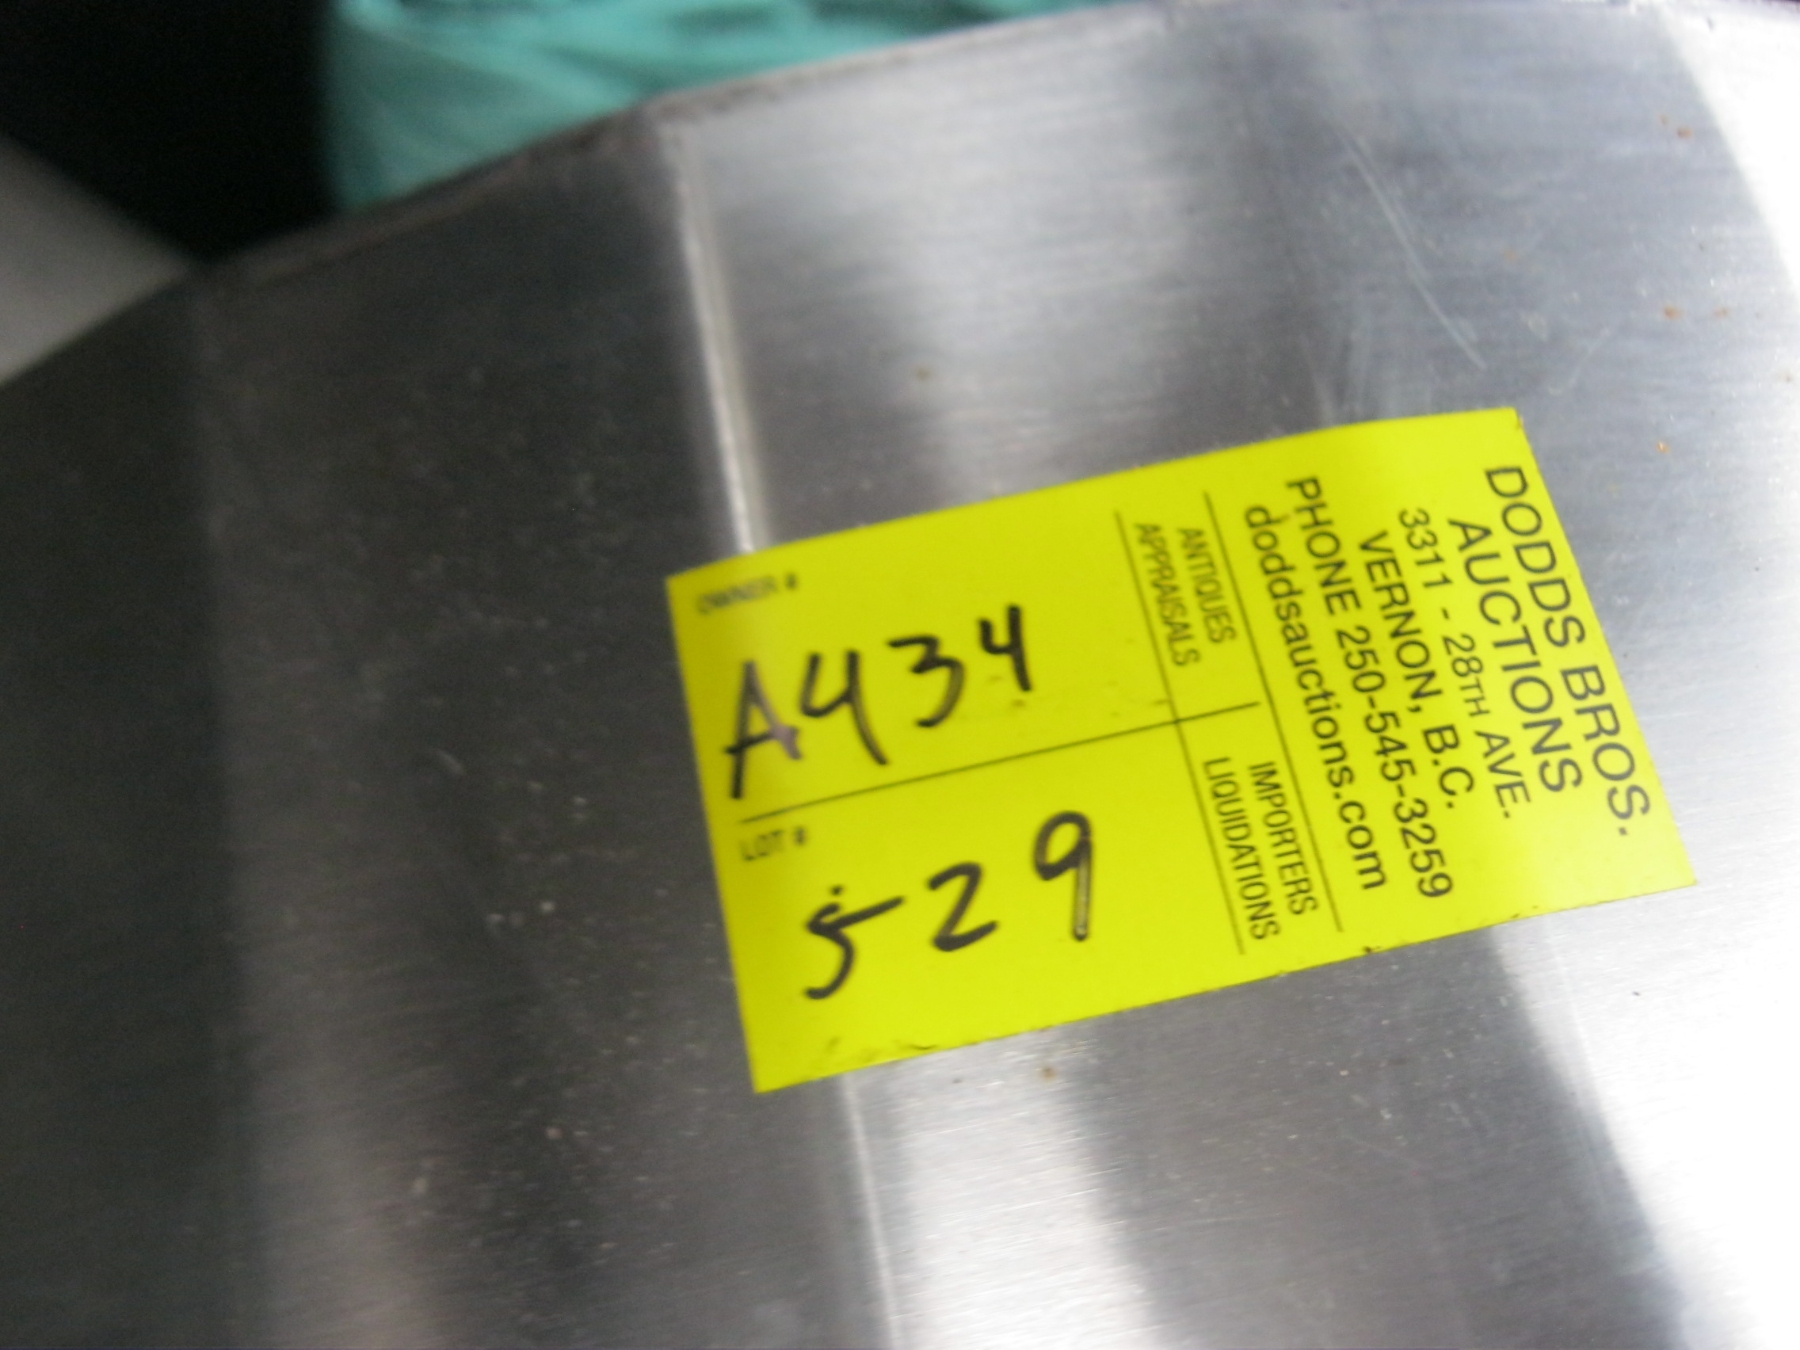 DODDS BROS.
AUCTIONS
3311 - 28TH AVE.
VERNON, B.C.
PHONE 250-545-3259
doddsauctions.com
ANTIQUES
APPRAISALS
IMPORTERS
LIQUIDATIONS
OWNER #
A434
LOT #
529